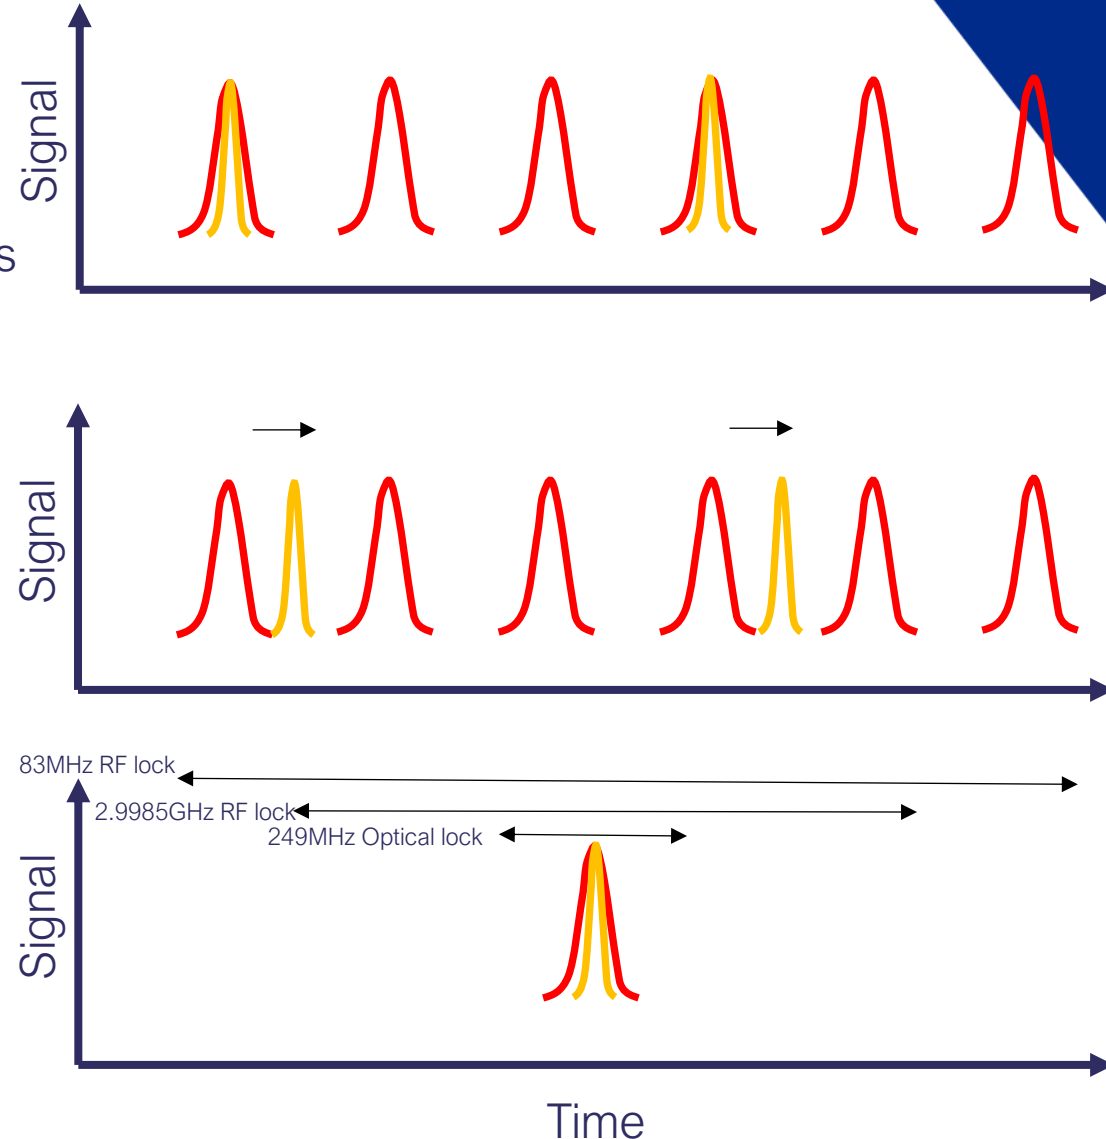 Signal
s
Signal
83MHz RF lock
2.9985GHz RF lock
249MHz Optical lock
Signal
Time